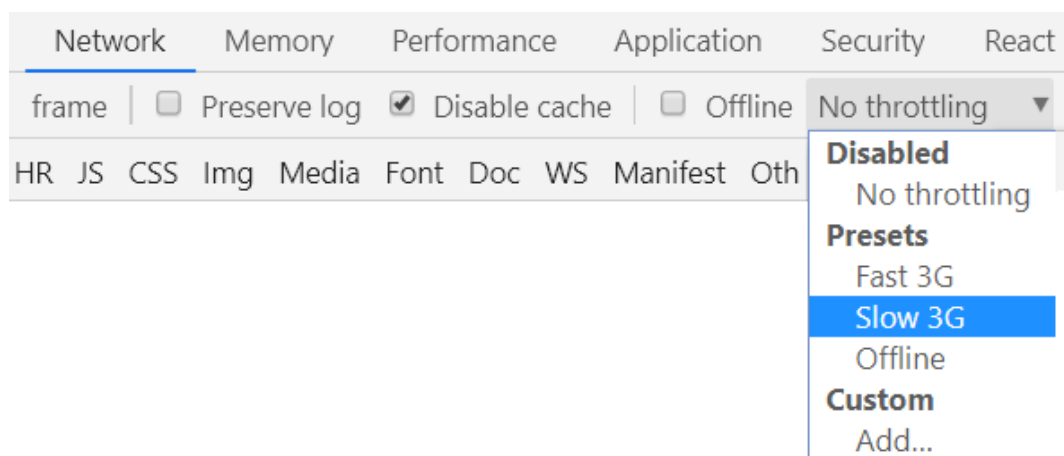 Network Memory Performance Application Security React
frame Preserve log Disable cache Offline No throttling
HR JS CSS Img Media Font Doc WS Manifest Oth
Disabled
No throttling
Presets
Fast 3G
Slow 3G
Offline
Custom
Add...